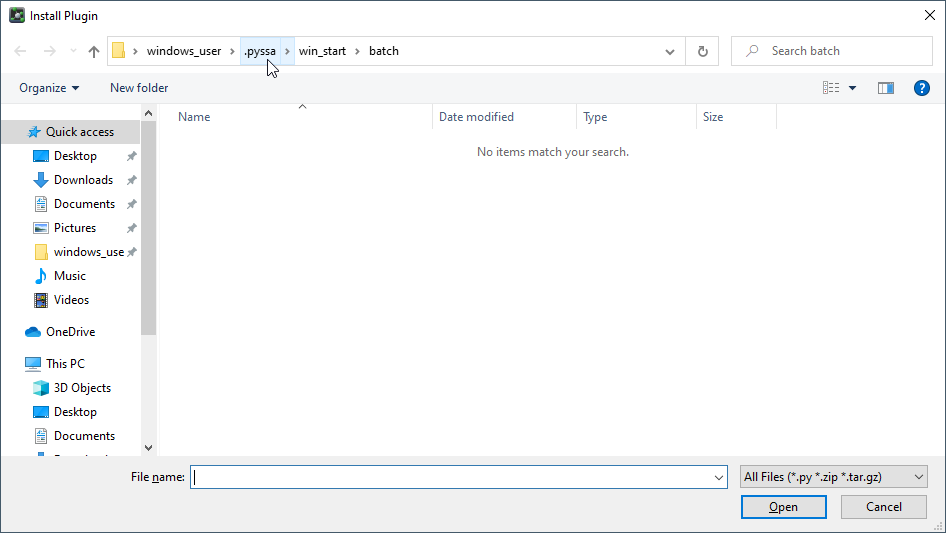 Install Plugin
windows_user .pyssa win_start batch
Search batch
Organize New folder
Name Date modified Type Size
No items match your search.
Quick access
Desktop
Downloads
Documents
Pictures
windows_use
Music
Videos
OneDrive
This PC
3D Objects
Desktop
Documents
File name: All Files (*.py *.zip *.tar.gz)
Open Cancel